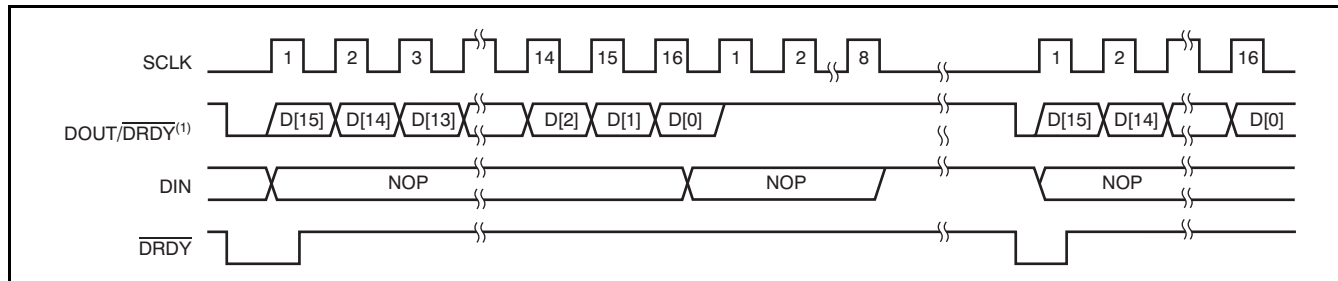 SCLK 1 2 3 14 15 16 1 2 8 1 2 16
DOUT/DRDY(1) D[15] D[14] D[13] D[2] D[1] D[0] D[15] D[14] D[0]
DIN NOP NOP NOP
DRDY